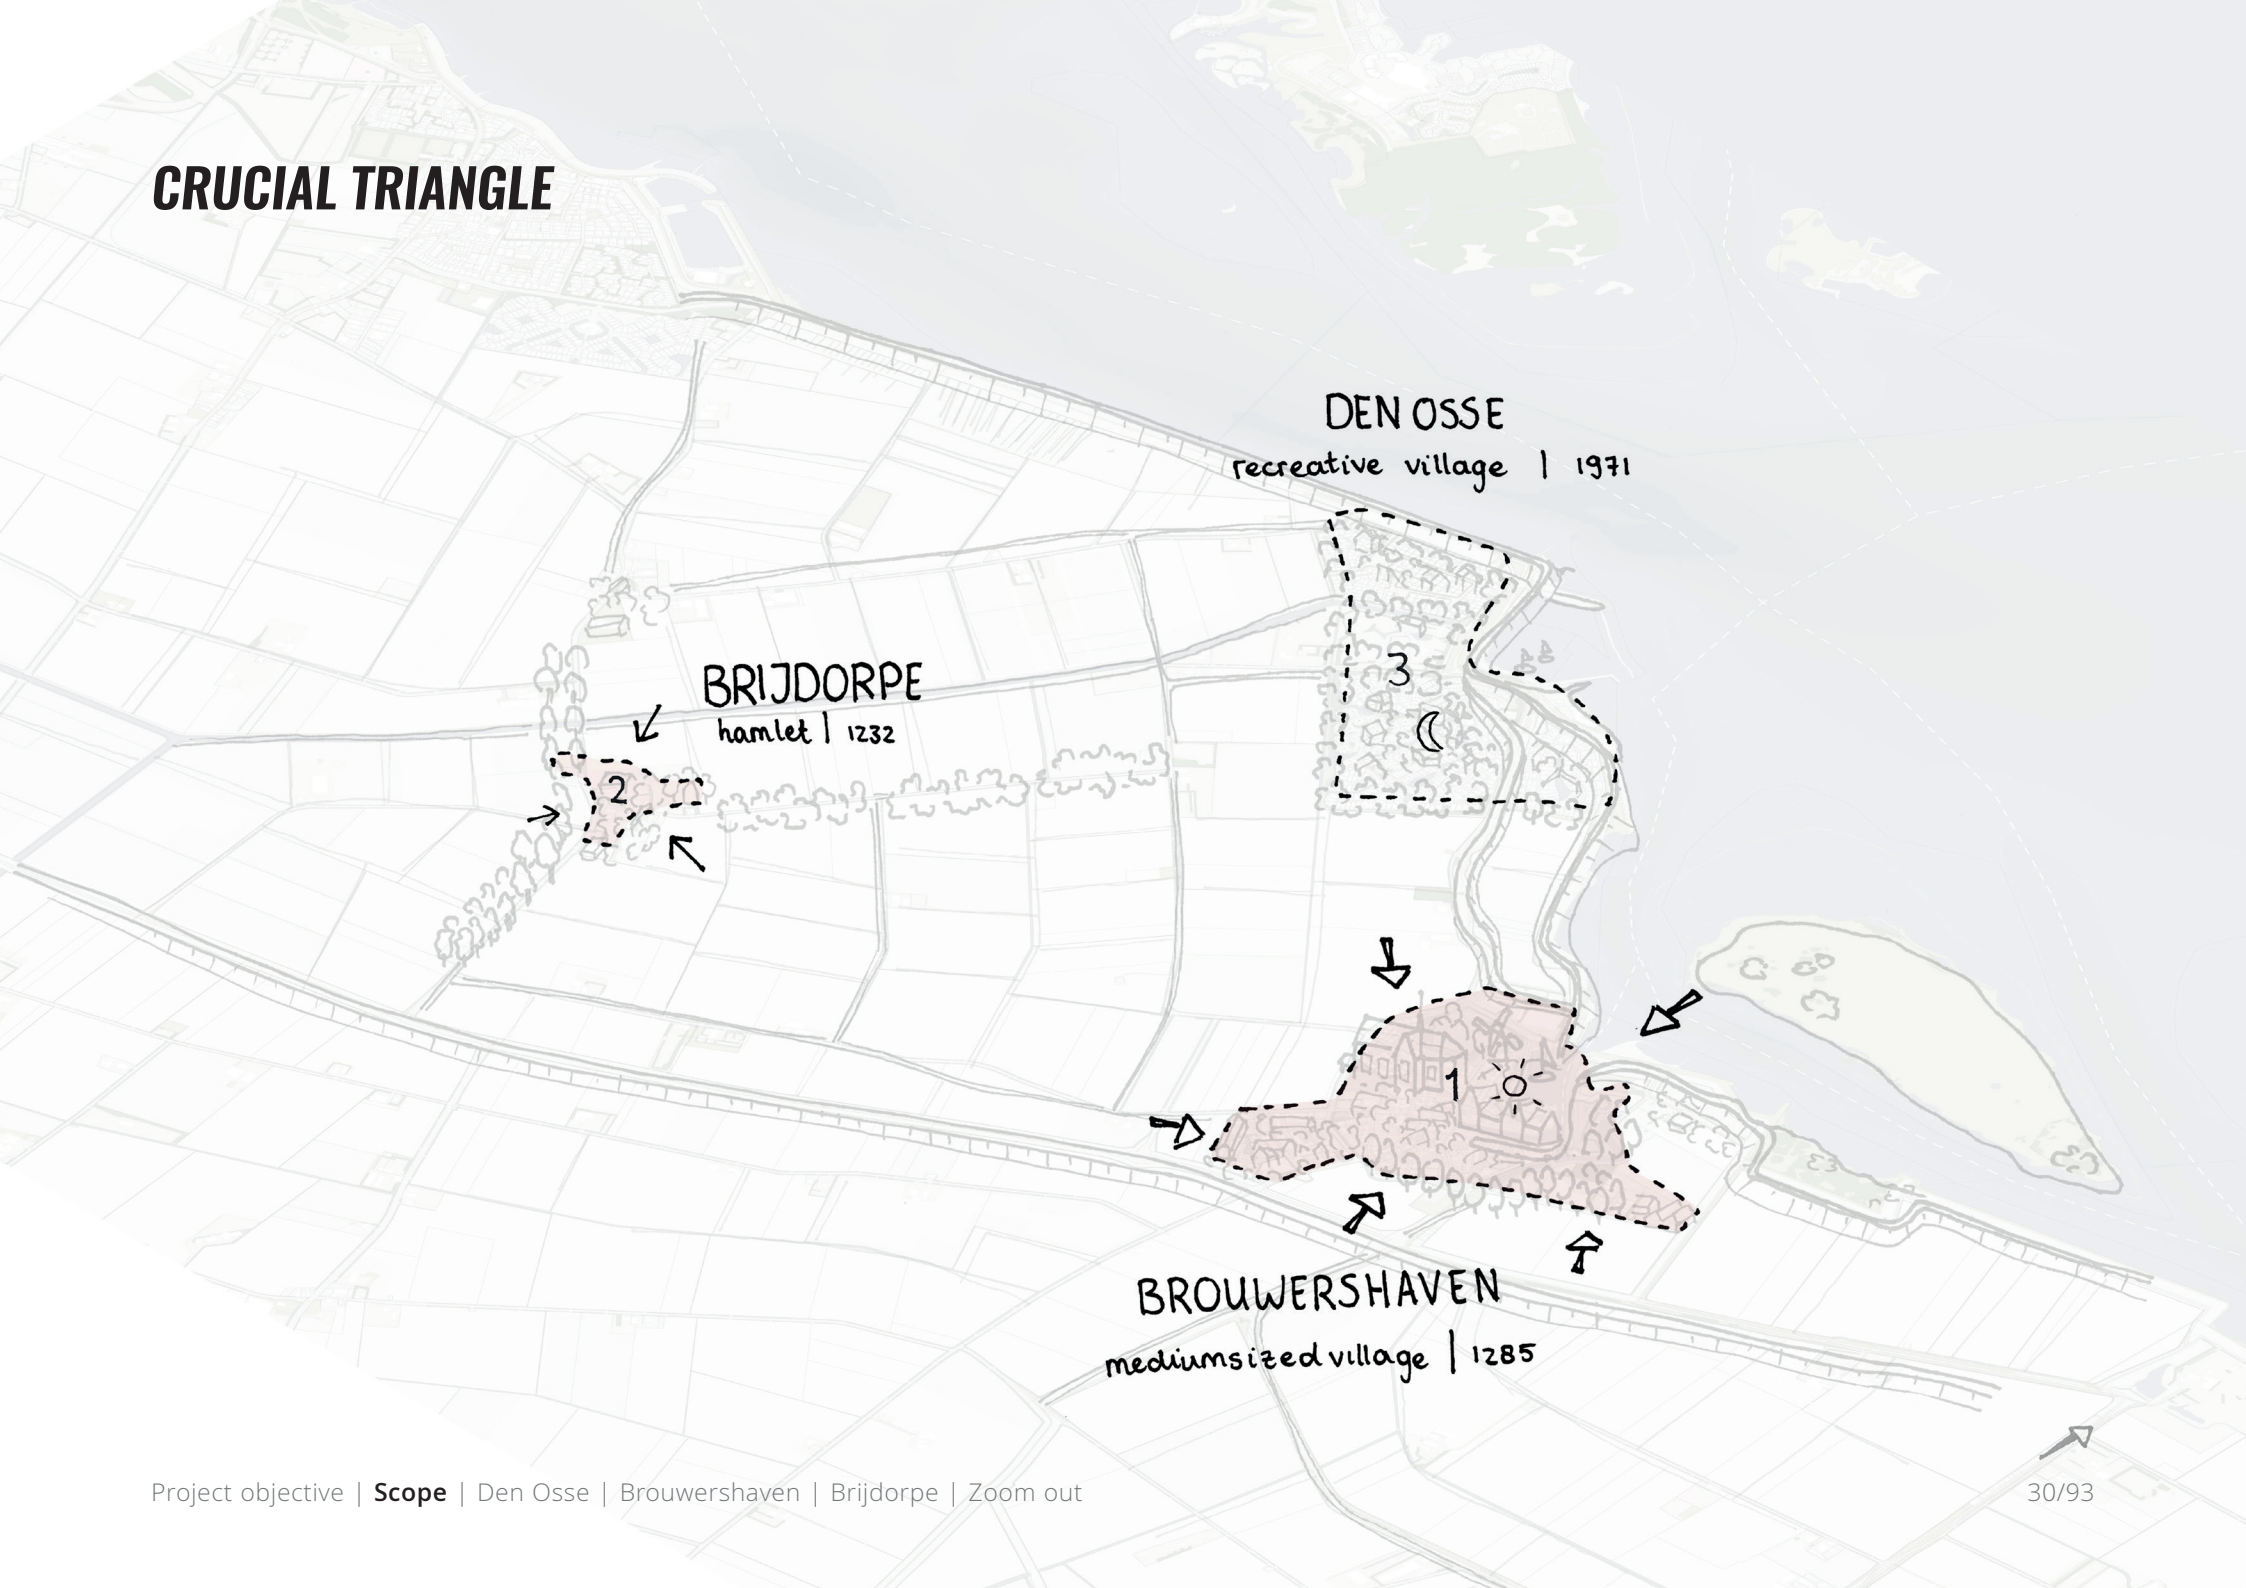 CRUCIAL TRIANGLE
DEN OSSE
recreative village | 1971
3
BRIJDORPE
hamlet | 1232
2
1
BROUWERSHAVEN
mediumsized village | 1285
Project objective | Scope | Den Osse | Brouwershaven | Brijdorpe | Zoom out
30/93